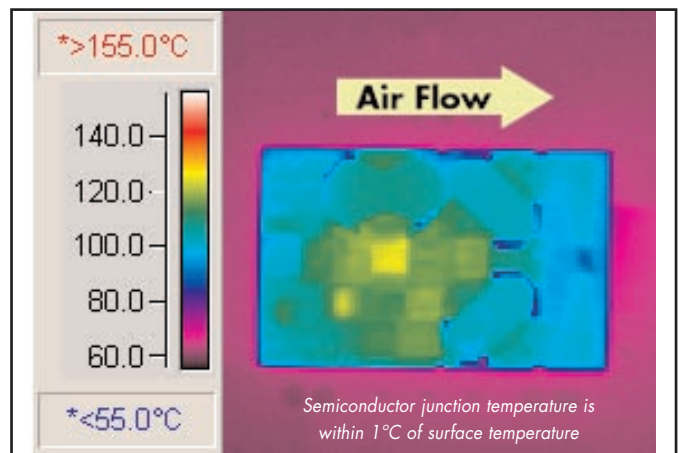 *>155.0°C
140.0
120.0
100.0
80.0
60.0
*<55.0°C
Air Flow
Semiconductor junction temperature is
within 1°C of surface temperature